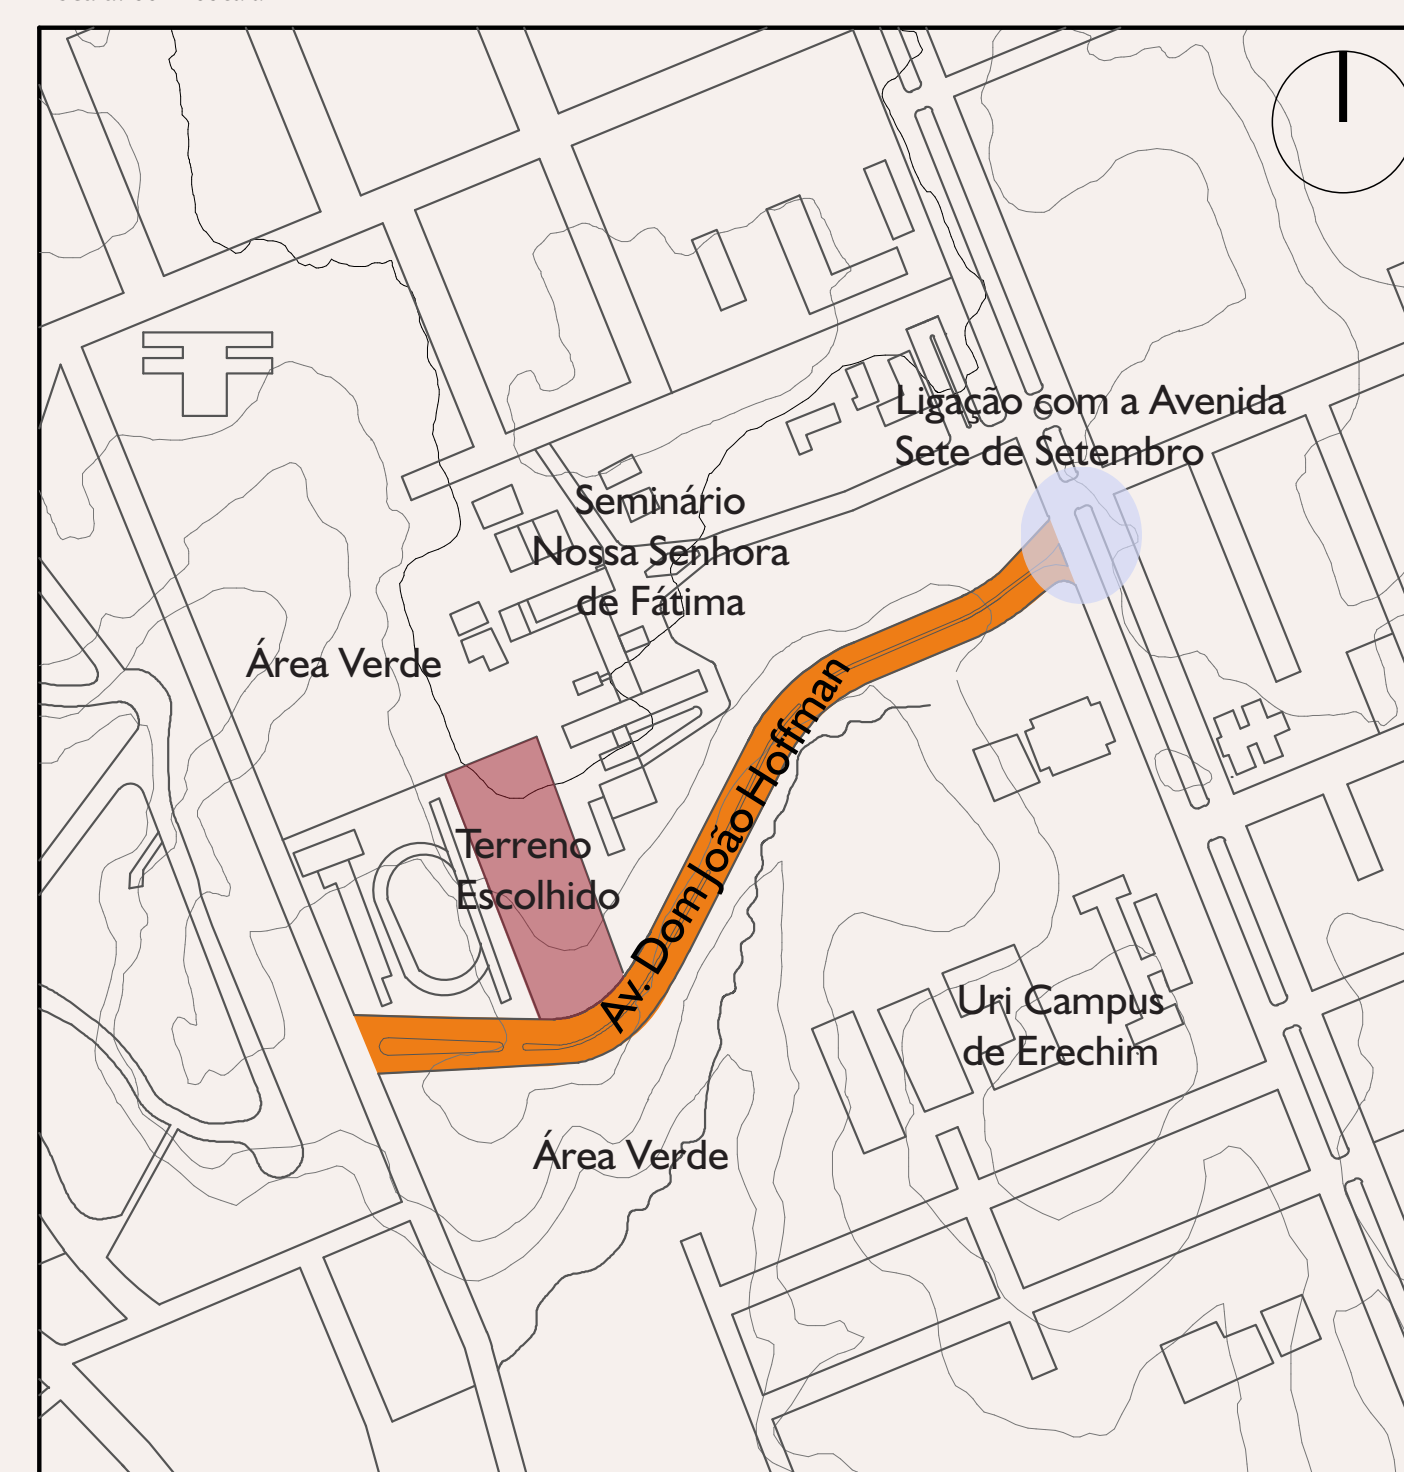 Ligação com a Avenida
Sete de Setembro
Seminário
Nossa Senhora
de Fátima
Área Verde
Av. Dom João Hoffman
Terreno
Escolhido
Uri Campus
de Erechim
Área Verde